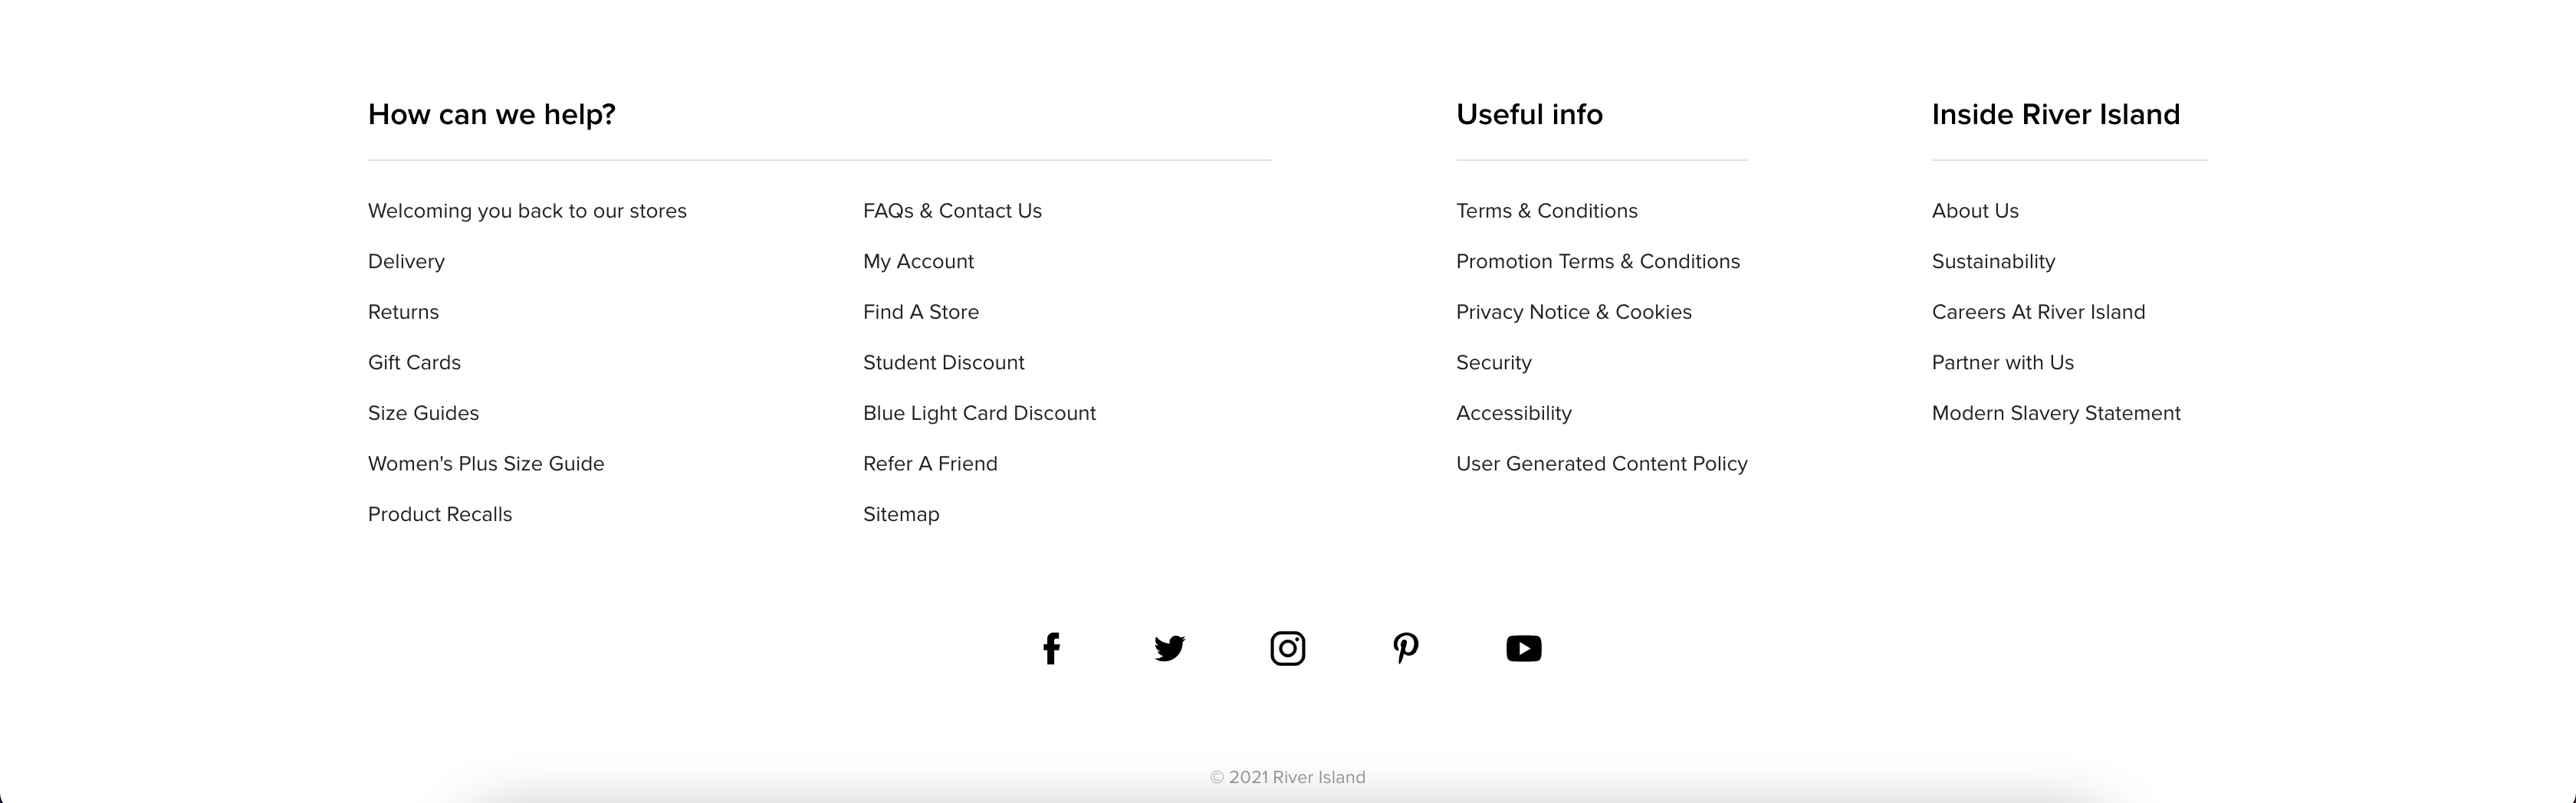 How can we help?
Welcoming you back to our stores
Delivery
Returns
Gift Cards
Size Guides
Women's Plus Size Guide
Product Recalls
FAQs & Contact Us
My Account
Find A Store
Student Discount
Blue Light Card Discount
Refer A Friend
Sitemap
Useful info
Terms & Conditions
Promotion Terms & Conditions
Privacy Notice & Cookies
Security
Accessibility
User Generated Content Policy
Inside River Island
About Us
Sustainability
Careers At River Island
Partner with Us
Modern Slavery Statement
© 2021 River Island